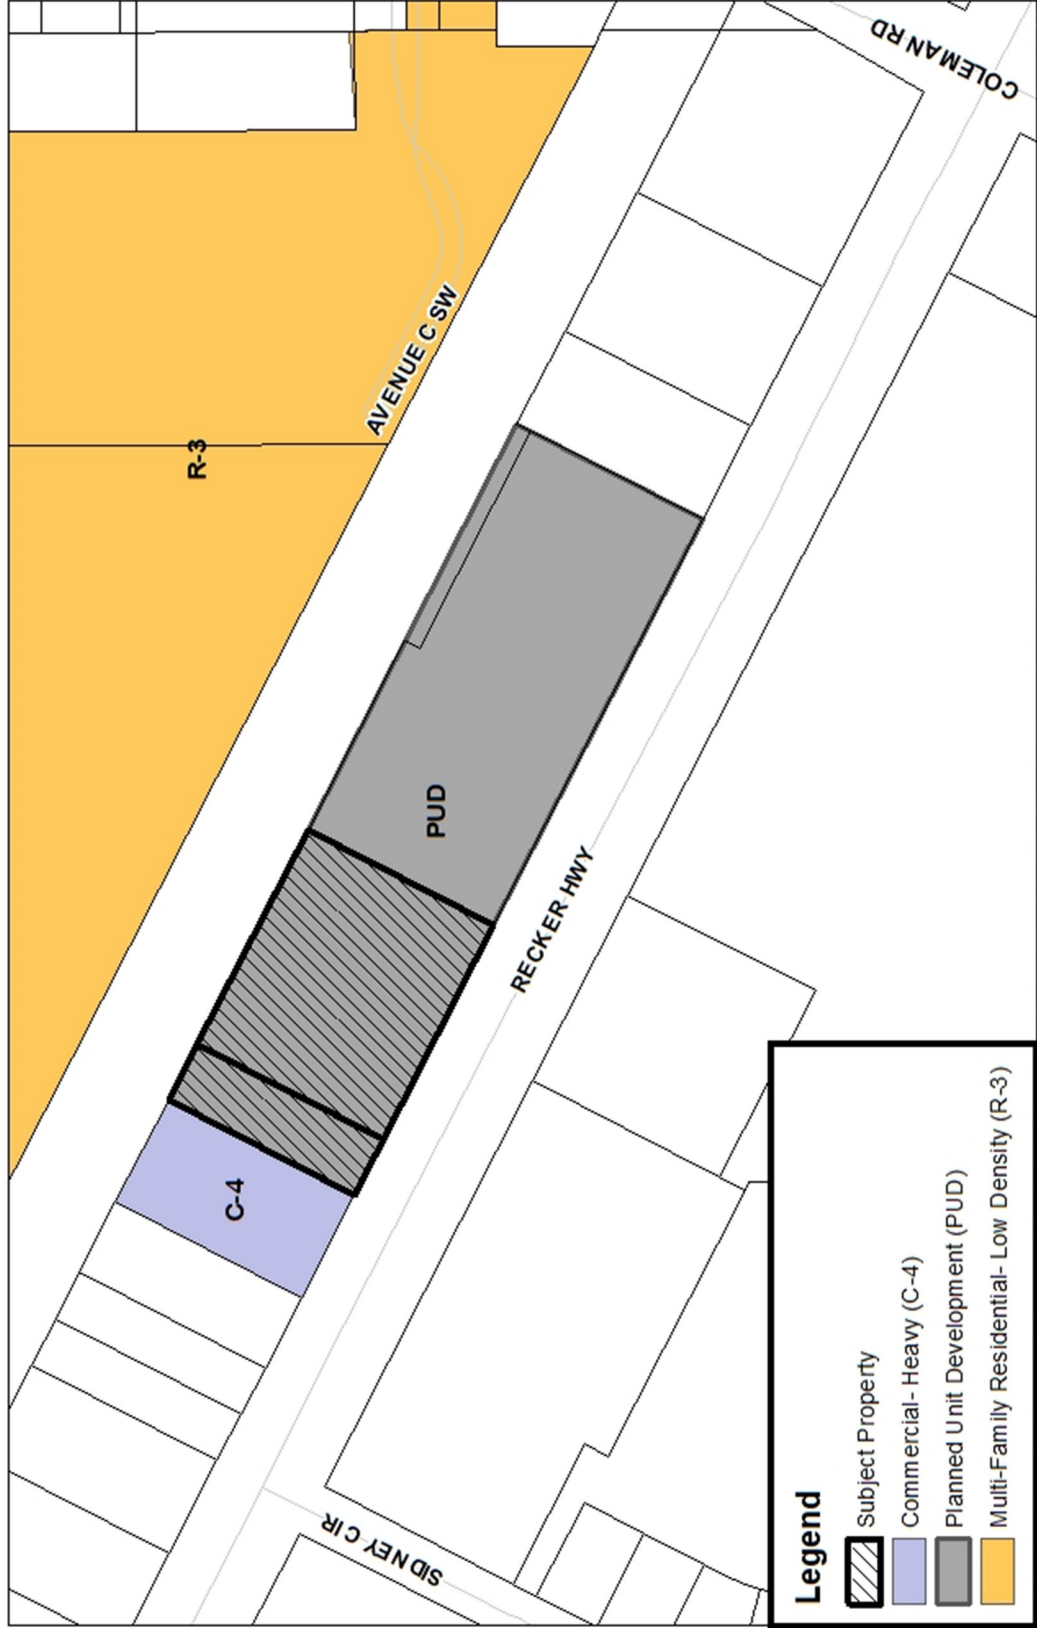 COLEMAN RD
AVENUE C SW
R-3
PUD
RECKER HWY
C-4
SIDNEY CIR
Legend
Subject Property
Commercial- Heavy (C-4)
Planned Unit Development (PUD)
Multi-Family Residential- Low Density (R-3)